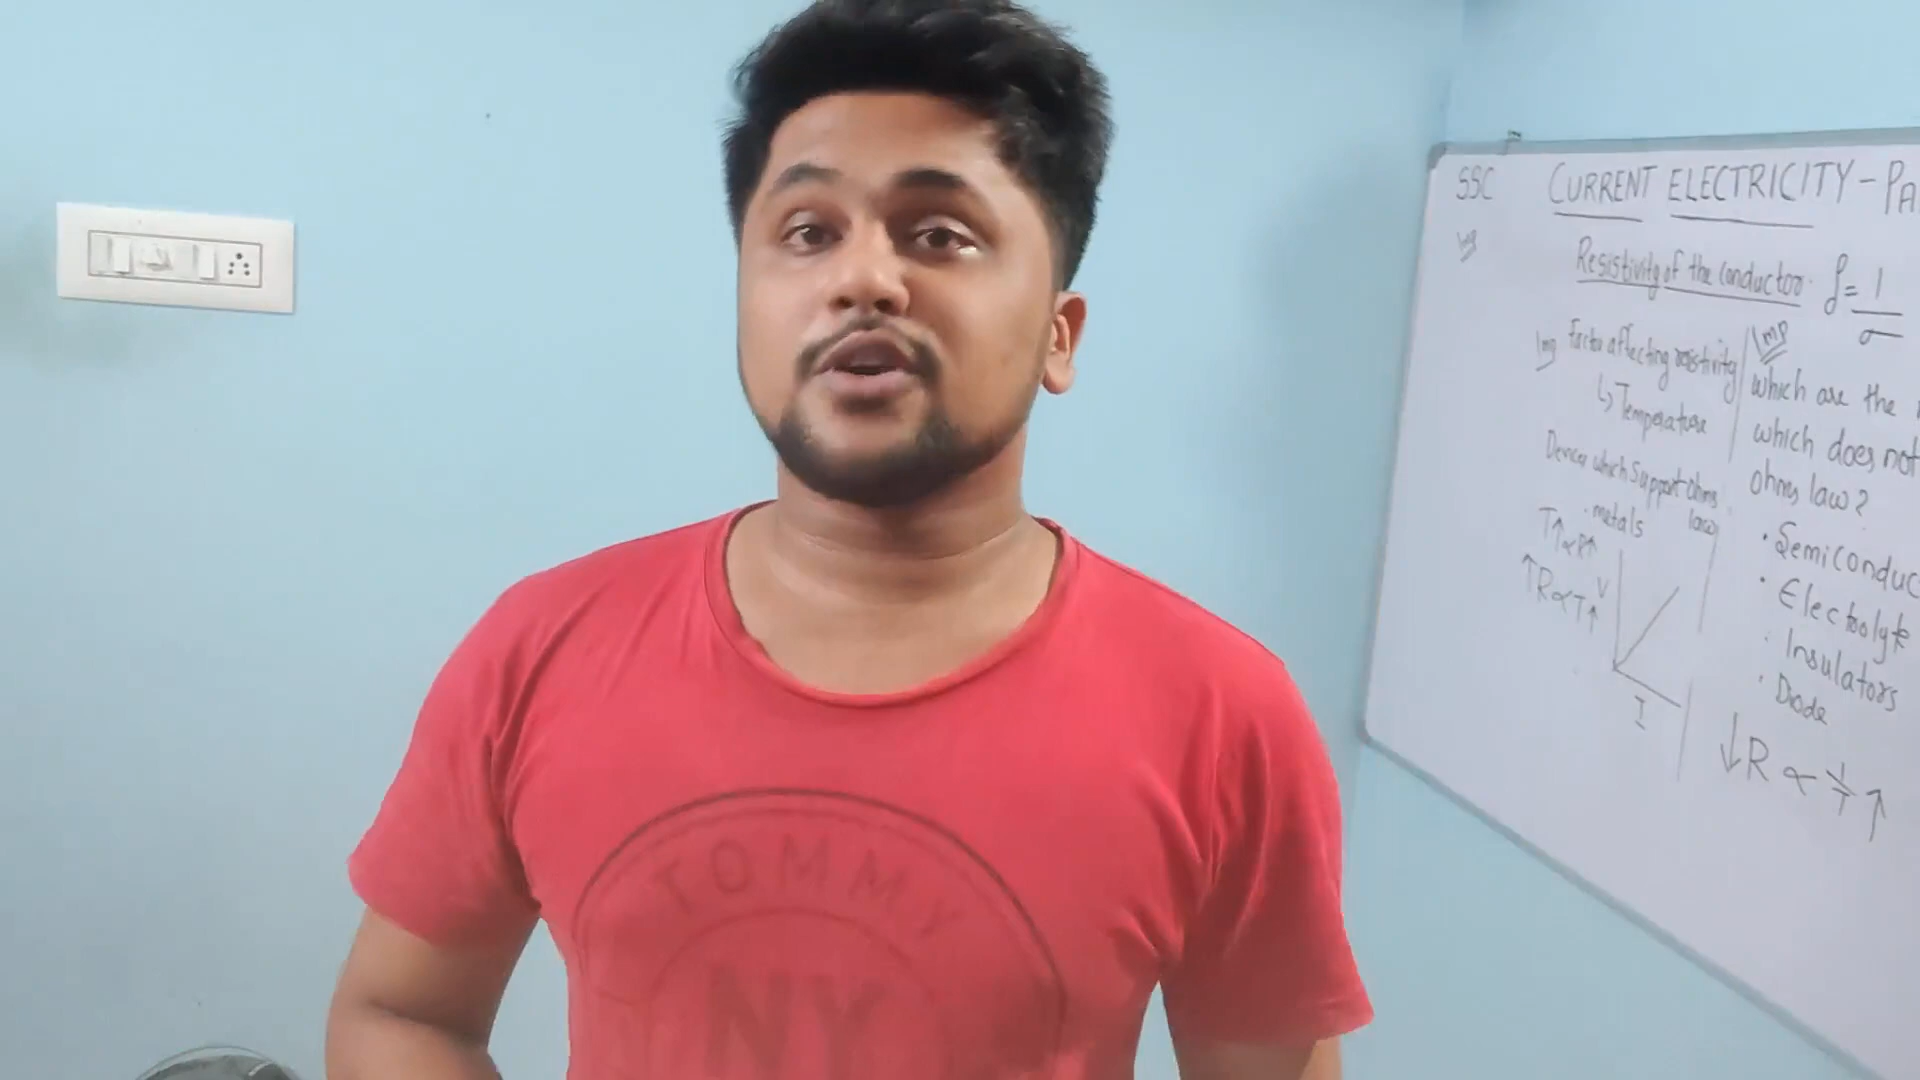 SSC CURRENT ELECTRICITY - PA
Imp
Resistivity of the conductor. ρ = 1
σ
Imp factor affecting resistivity
↳ Temperature
Devices which support ohms
law
metals
T↑ ∝ R↑
↑R ∝ T↑
V
I
Imp
which are the
which does not
ohms law?
• Semiconduc
• Electrolyte
• Insulators
• Diode
↓R ∝ 1/T ↑
TOMMY
NY